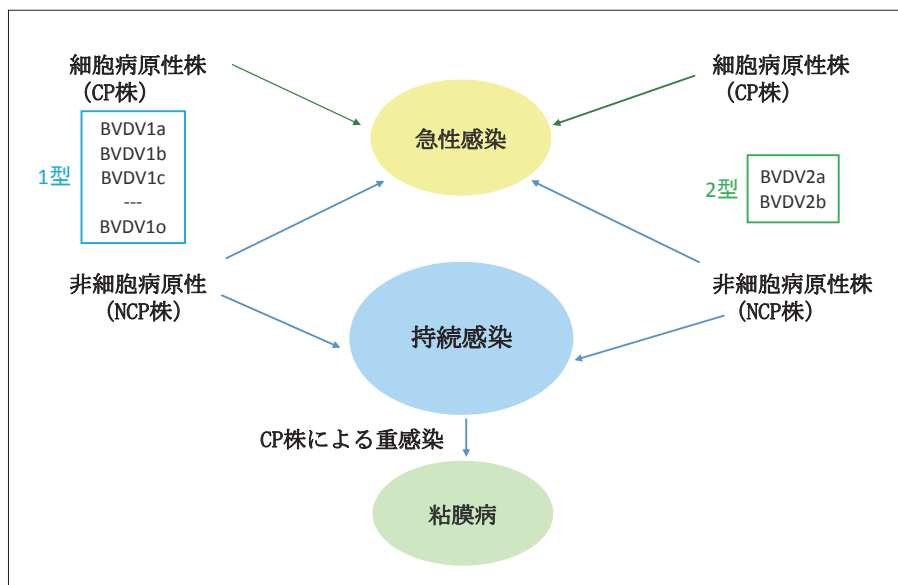 細胞病原性株
(CP株)
BVDV1a
BVDV1b
BVDV1c
---
BVDV1o
1型
非細胞病原性
(NCP株)
急性感染
持続感染
CP株による重感染
粘膜病
細胞病原性株
(CP株)
2型
BVDV2a
BVDV2b
非細胞病原性株
(NCP株)